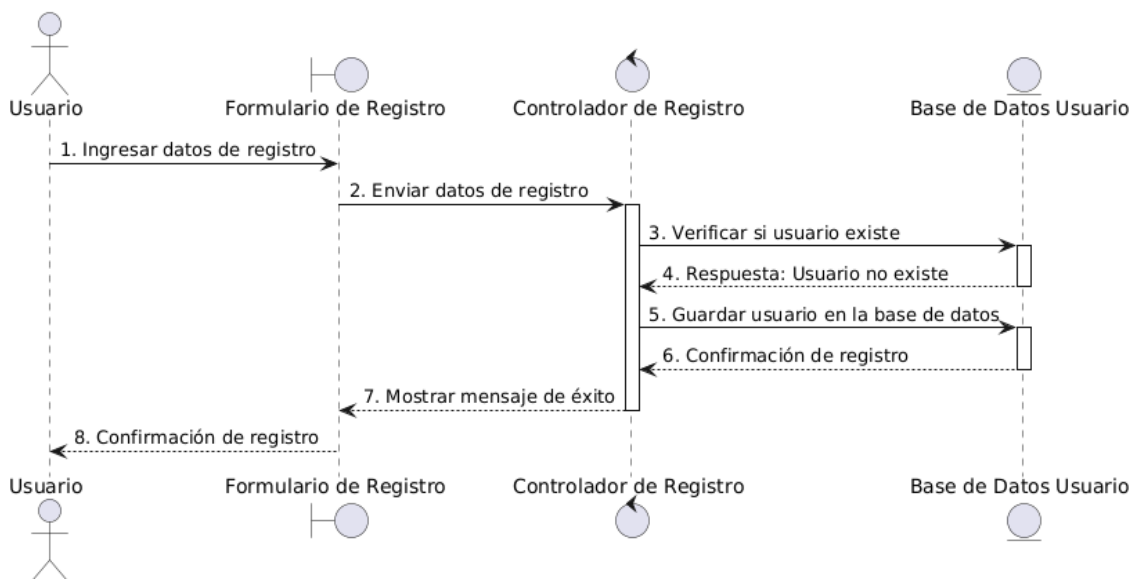 Usuario
Formulario de Registro
Controlador de Registro
Base de Datos Usuario
1. Ingresar datos de registro
2. Enviar datos de registro
3. Verificar si usuario existe
4. Respuesta: Usuario no existe
5. Guardar usuario en la base de datos
6. Confirmación de registro
7. Mostrar mensaje de éxito
8. Confirmación de registro
Usuario
Formulario de Registro
Controlador de Registro
Base de Datos Usuario